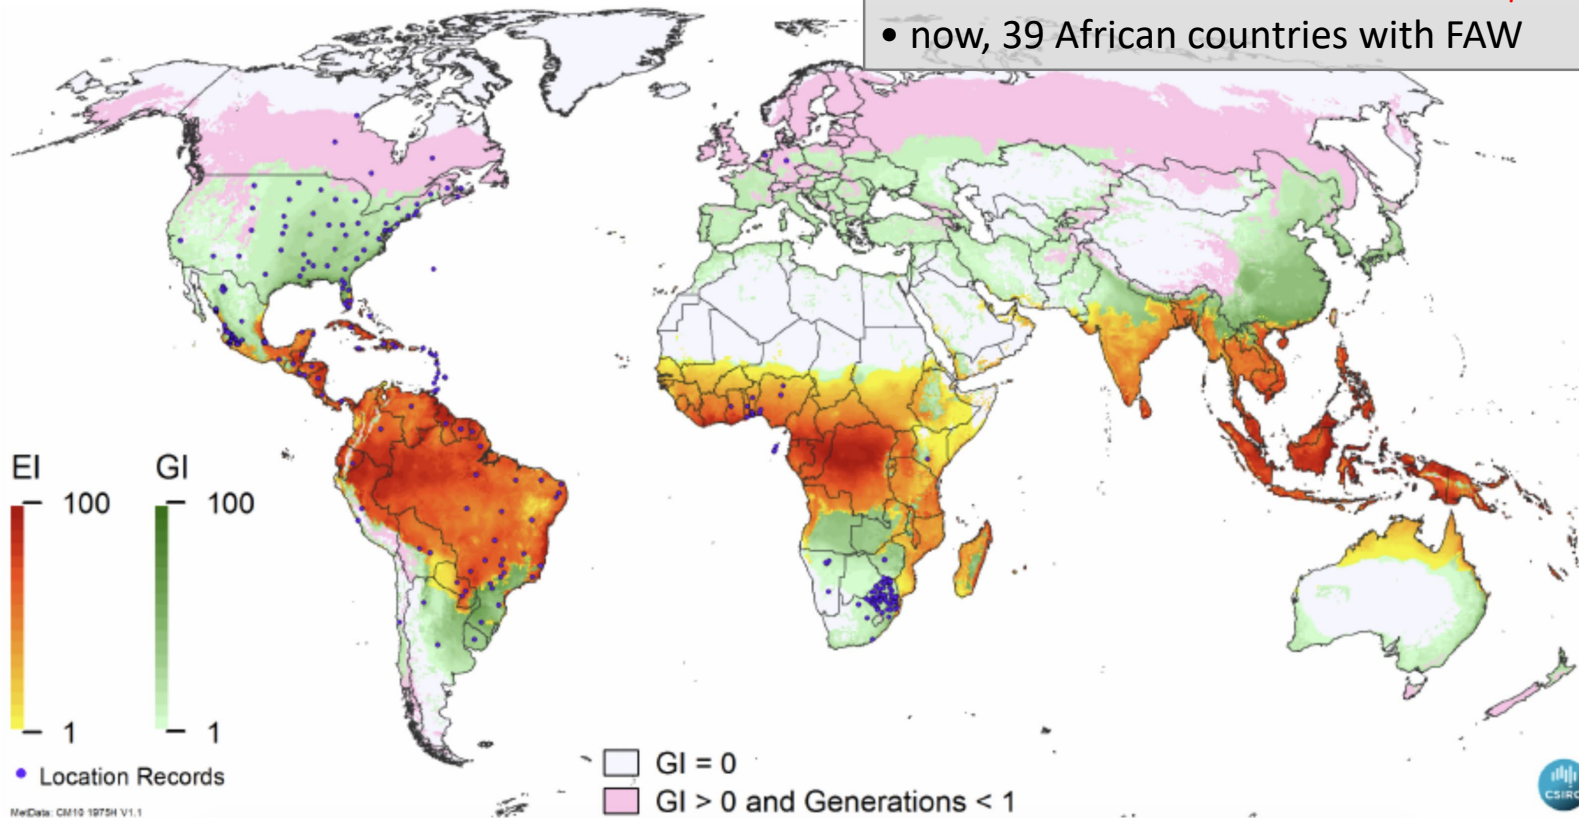 • now, 39 African countries with FAW
EI
GI
100
100
1
1
Location Records
GI = 0
GI > 0 and Generations < 1
MetData: CM10 1975H V1.1
CSIRO